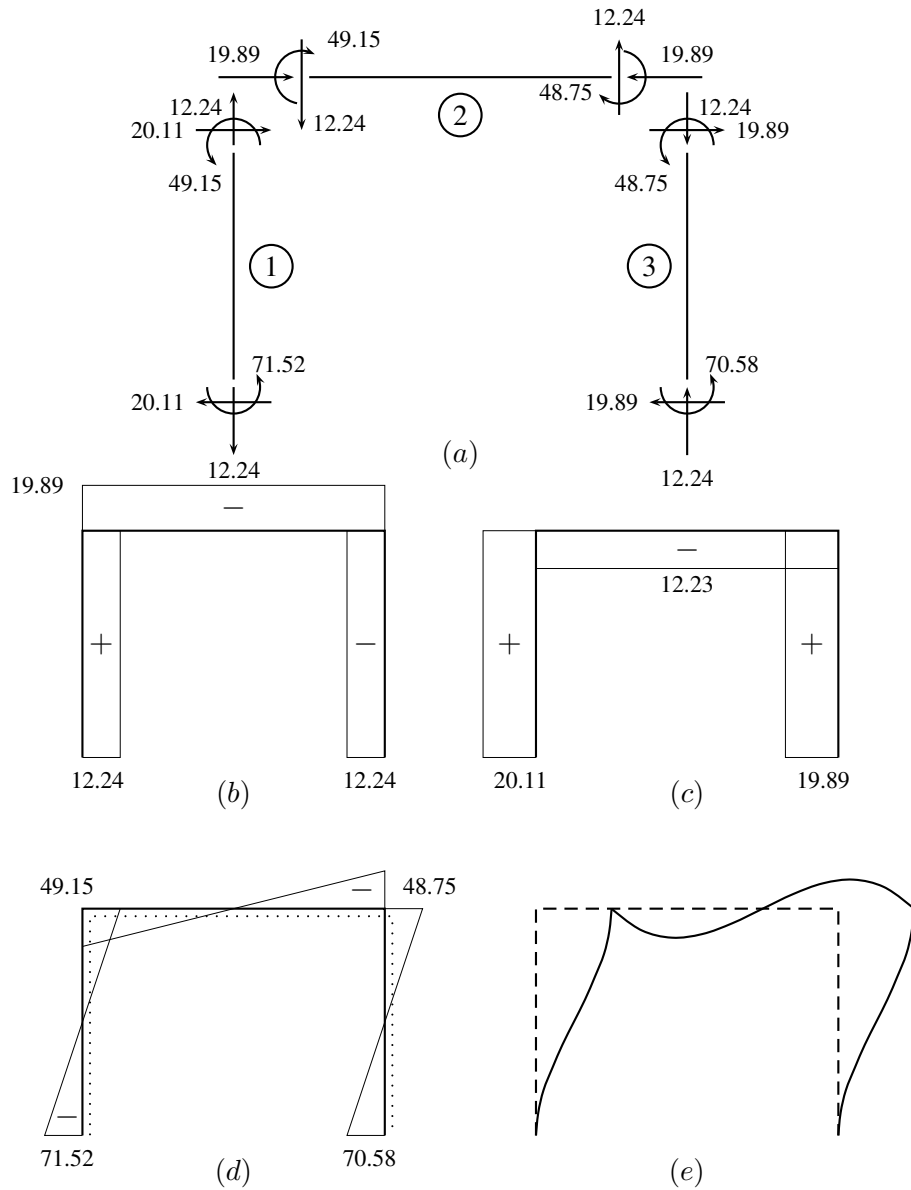 12.24
49.15
19.89 19.89
48.75
12.24 12.24 12.24
20.11 2 19.89
49.15 48.75
1 3
71.52 70.58
20.11 19.89
(a)
12.24 12.24
19.89
−
−
12.23
+ − + +
12.24 12.24 20.11 19.89
(b) (c)
49.15 − 48.75
−
71.52 70.58
(d) (e)